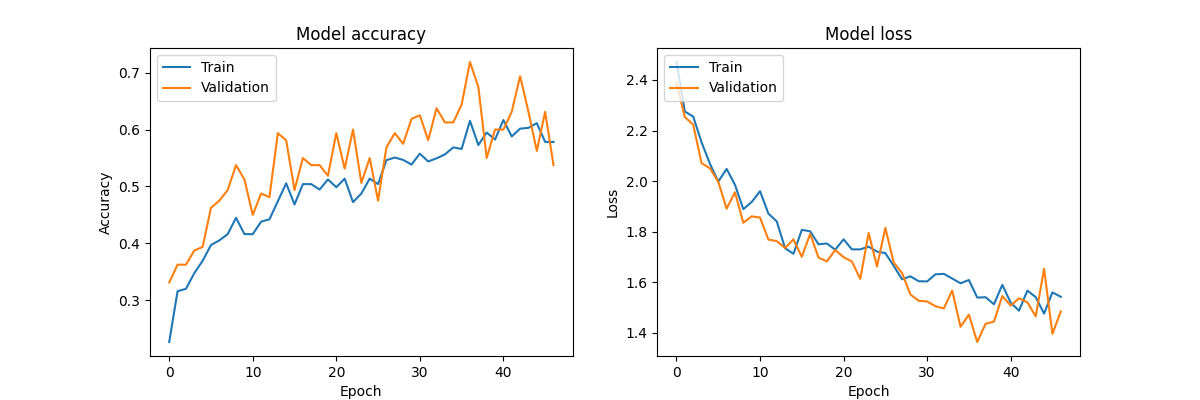 Model accuracy
Train
Validation
0.7
0.6
0.5
0.4
0.3
Accuracy
0 10 20 30 40
Epoch
Model loss
Train
Validation
2.4
2.2
2.0
1.8
1.6
1.4
Loss
0 10 20 30 40
Epoch